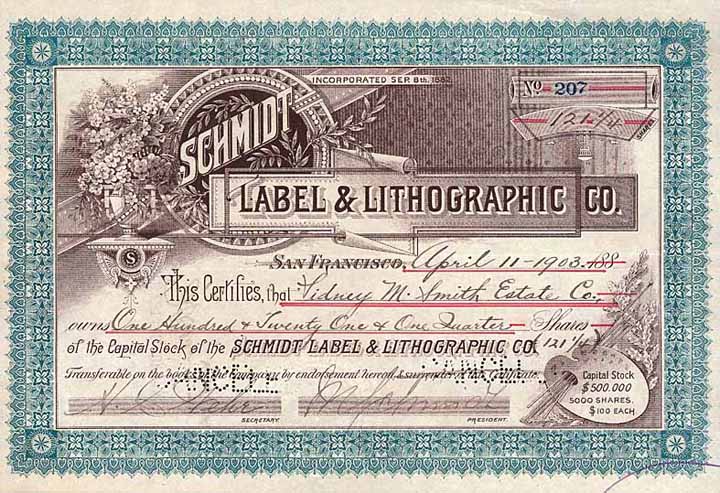 INCORPORATED SEP. 8th, 1882
No 207
121 1/4 SHARES
SCHMIDT
LABEL & LITHOGRAPHIC CO.
SAN FRANCISCO, April 11-1903 188
This Certifies, that Sidney M. Smith Estate Co.,
owns One Hundred & Twenty One & One Quarter Shares
of the Capital Stock of the SCHMIDT LABEL & LITHOGRAPHIC CO. (121 1/4)
Transferable on the books of the Company by endorsement hereon & surrender of this Certificate.
S
Capital Stock
$500.000
5000 SHARES.
$100 EACH.
SECRETARY. PRESIDENT.